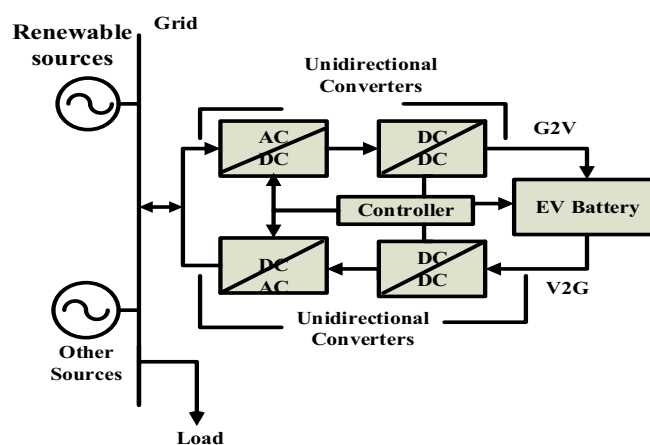 Renewable
sources
Grid
Unidirectional
Converters
AC
DC
DC
DC
G2V
Controller
EV Battery
DC
AC
DC
DC
V2G
Unidirectional
Converters
Other
Sources
Load